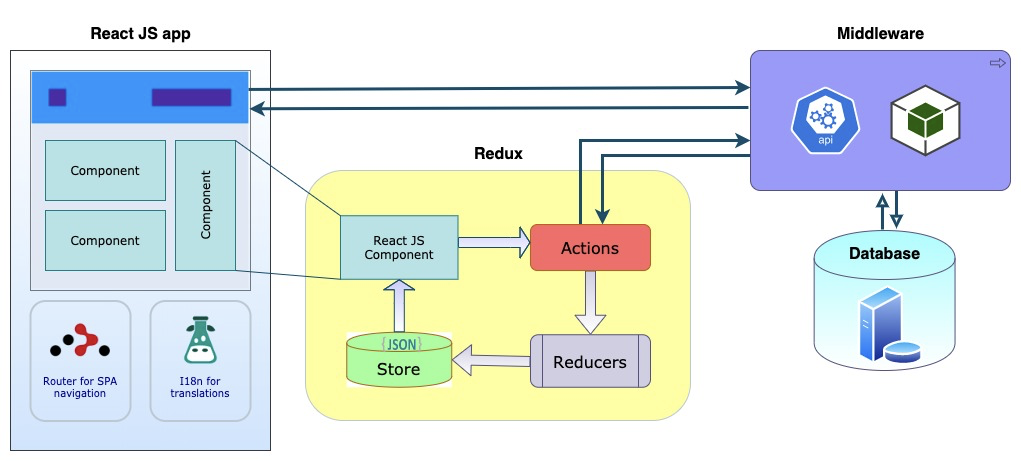 React JS app
Middleware
api
Redux
Component
Component
Component
React JS
Component
Actions
Database
{JSON}
Store
Reducers
Router for SPA
navigation
I18n for
translations